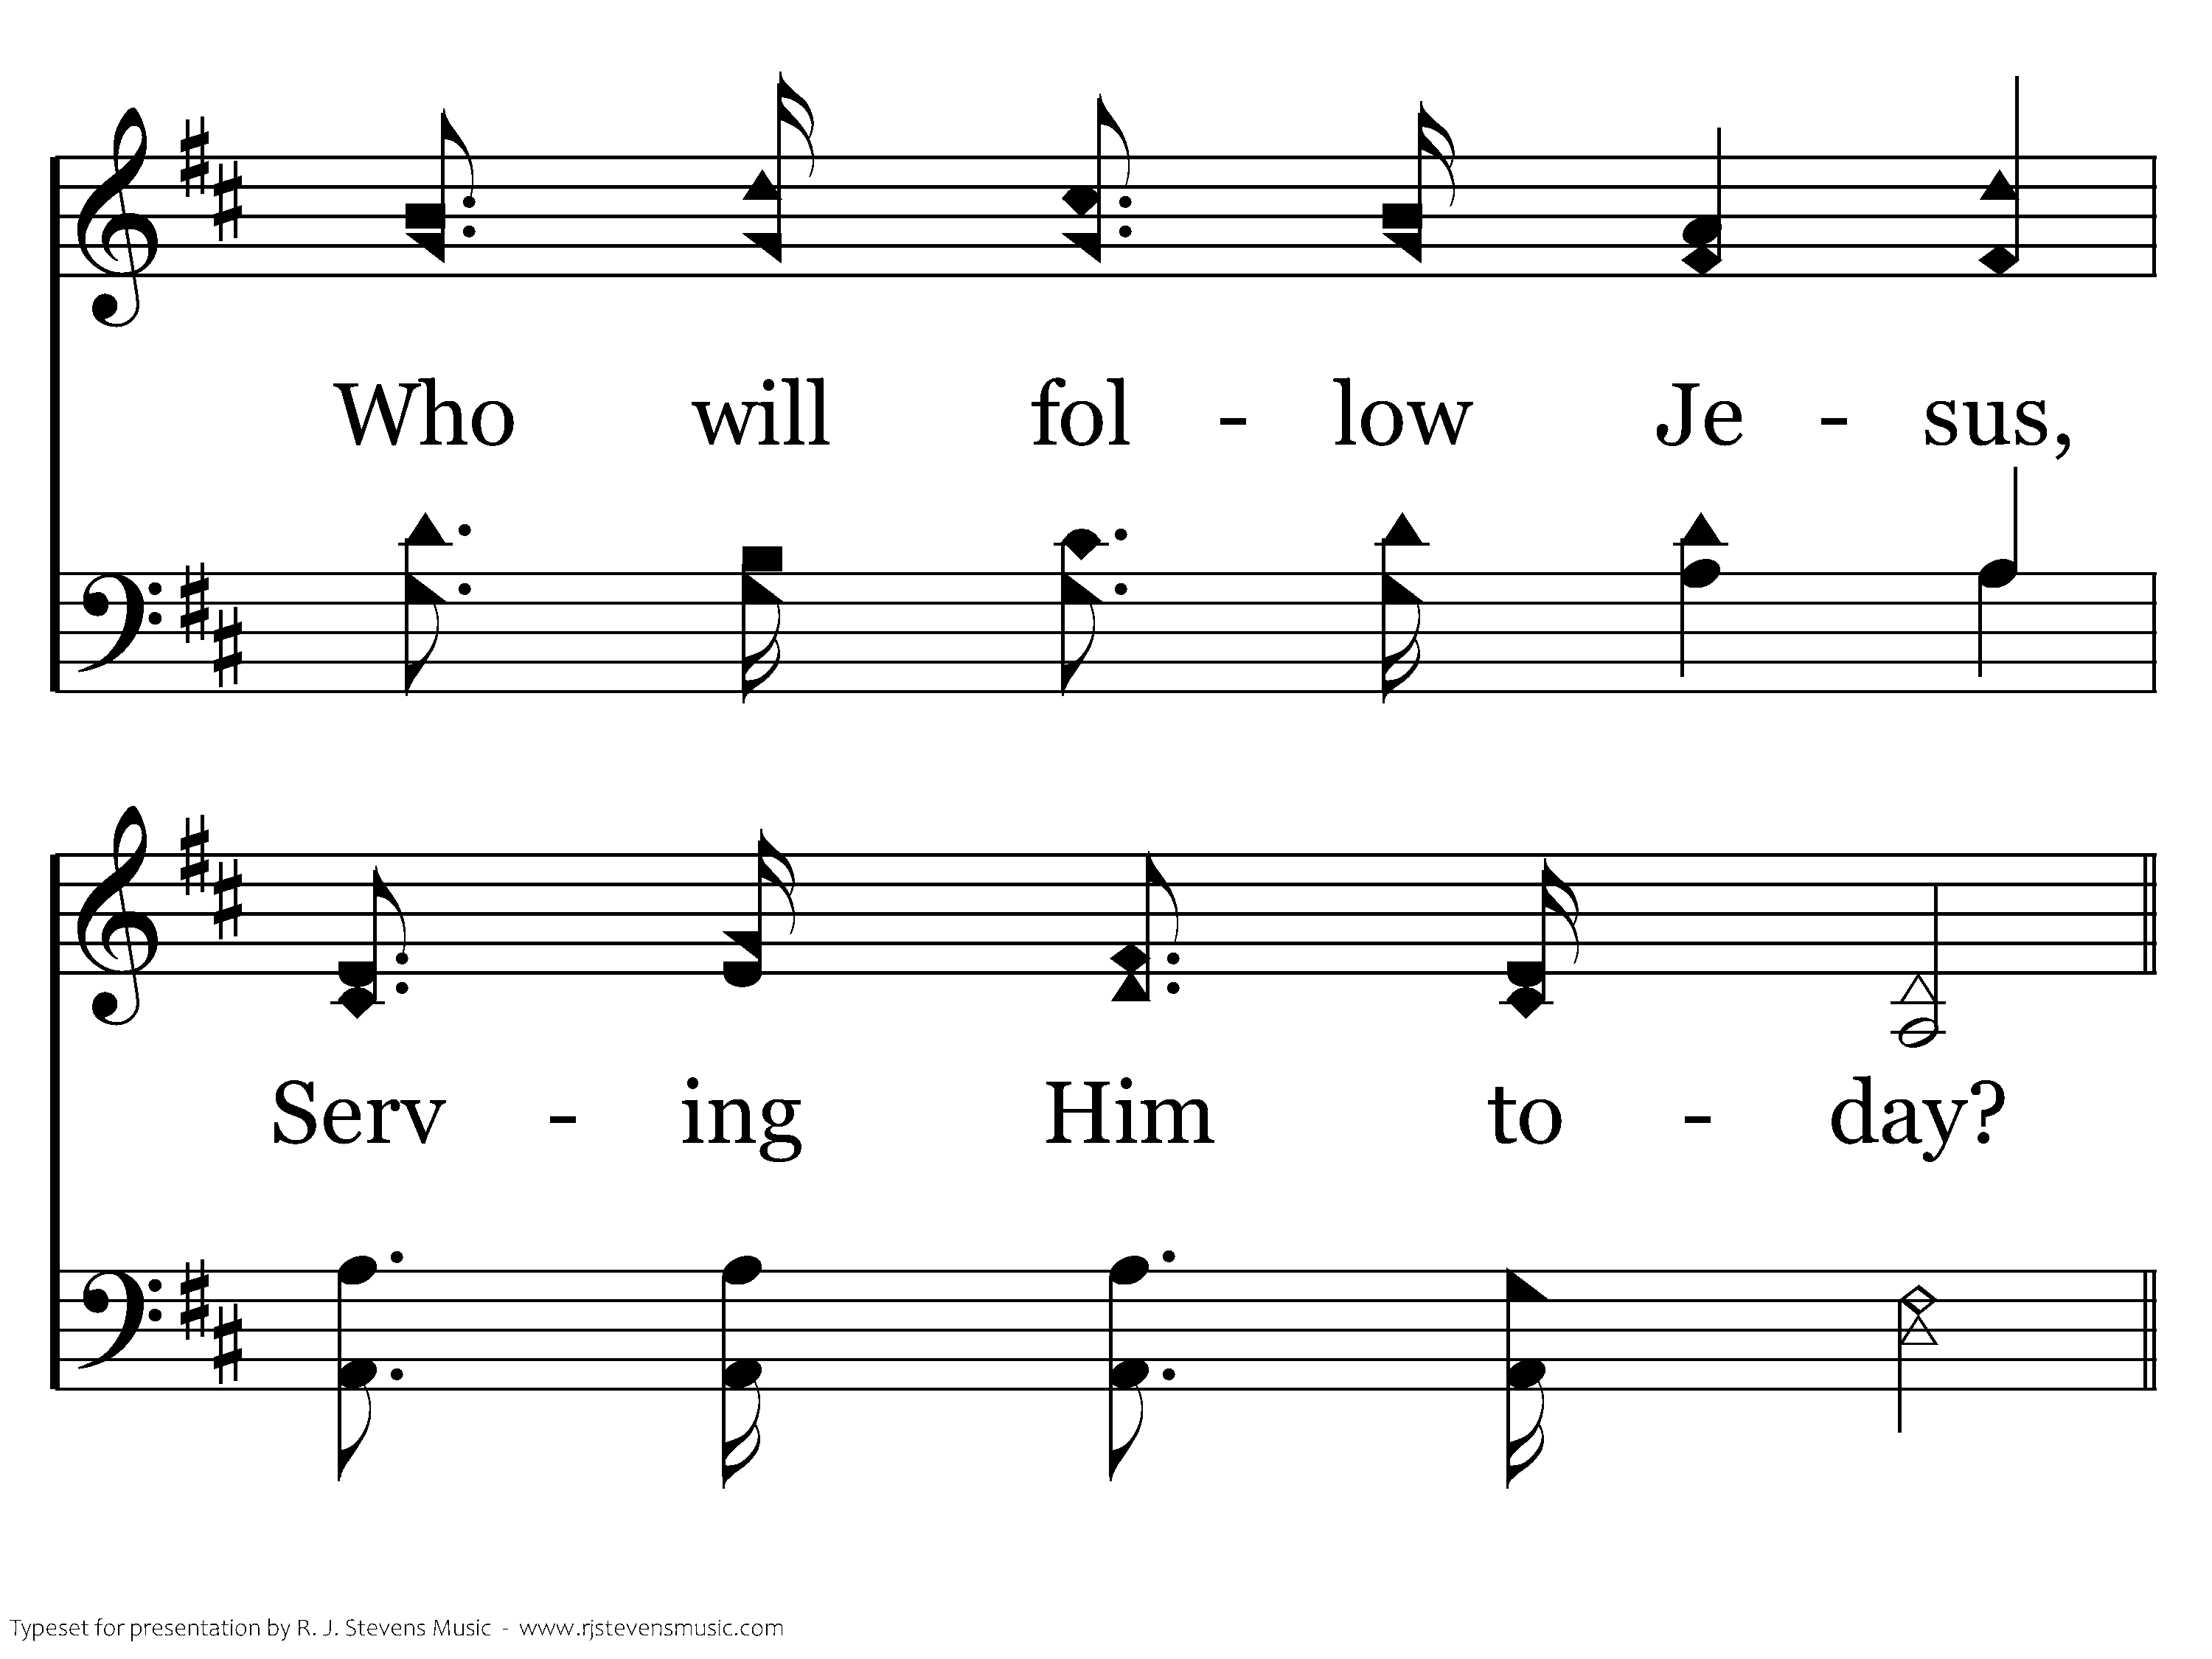 Who will fol - low Je - sus,
Serv - ing Him to - day?
Typeset for presentation by R. J. Stevens Music - www.rjstevensmusic.com